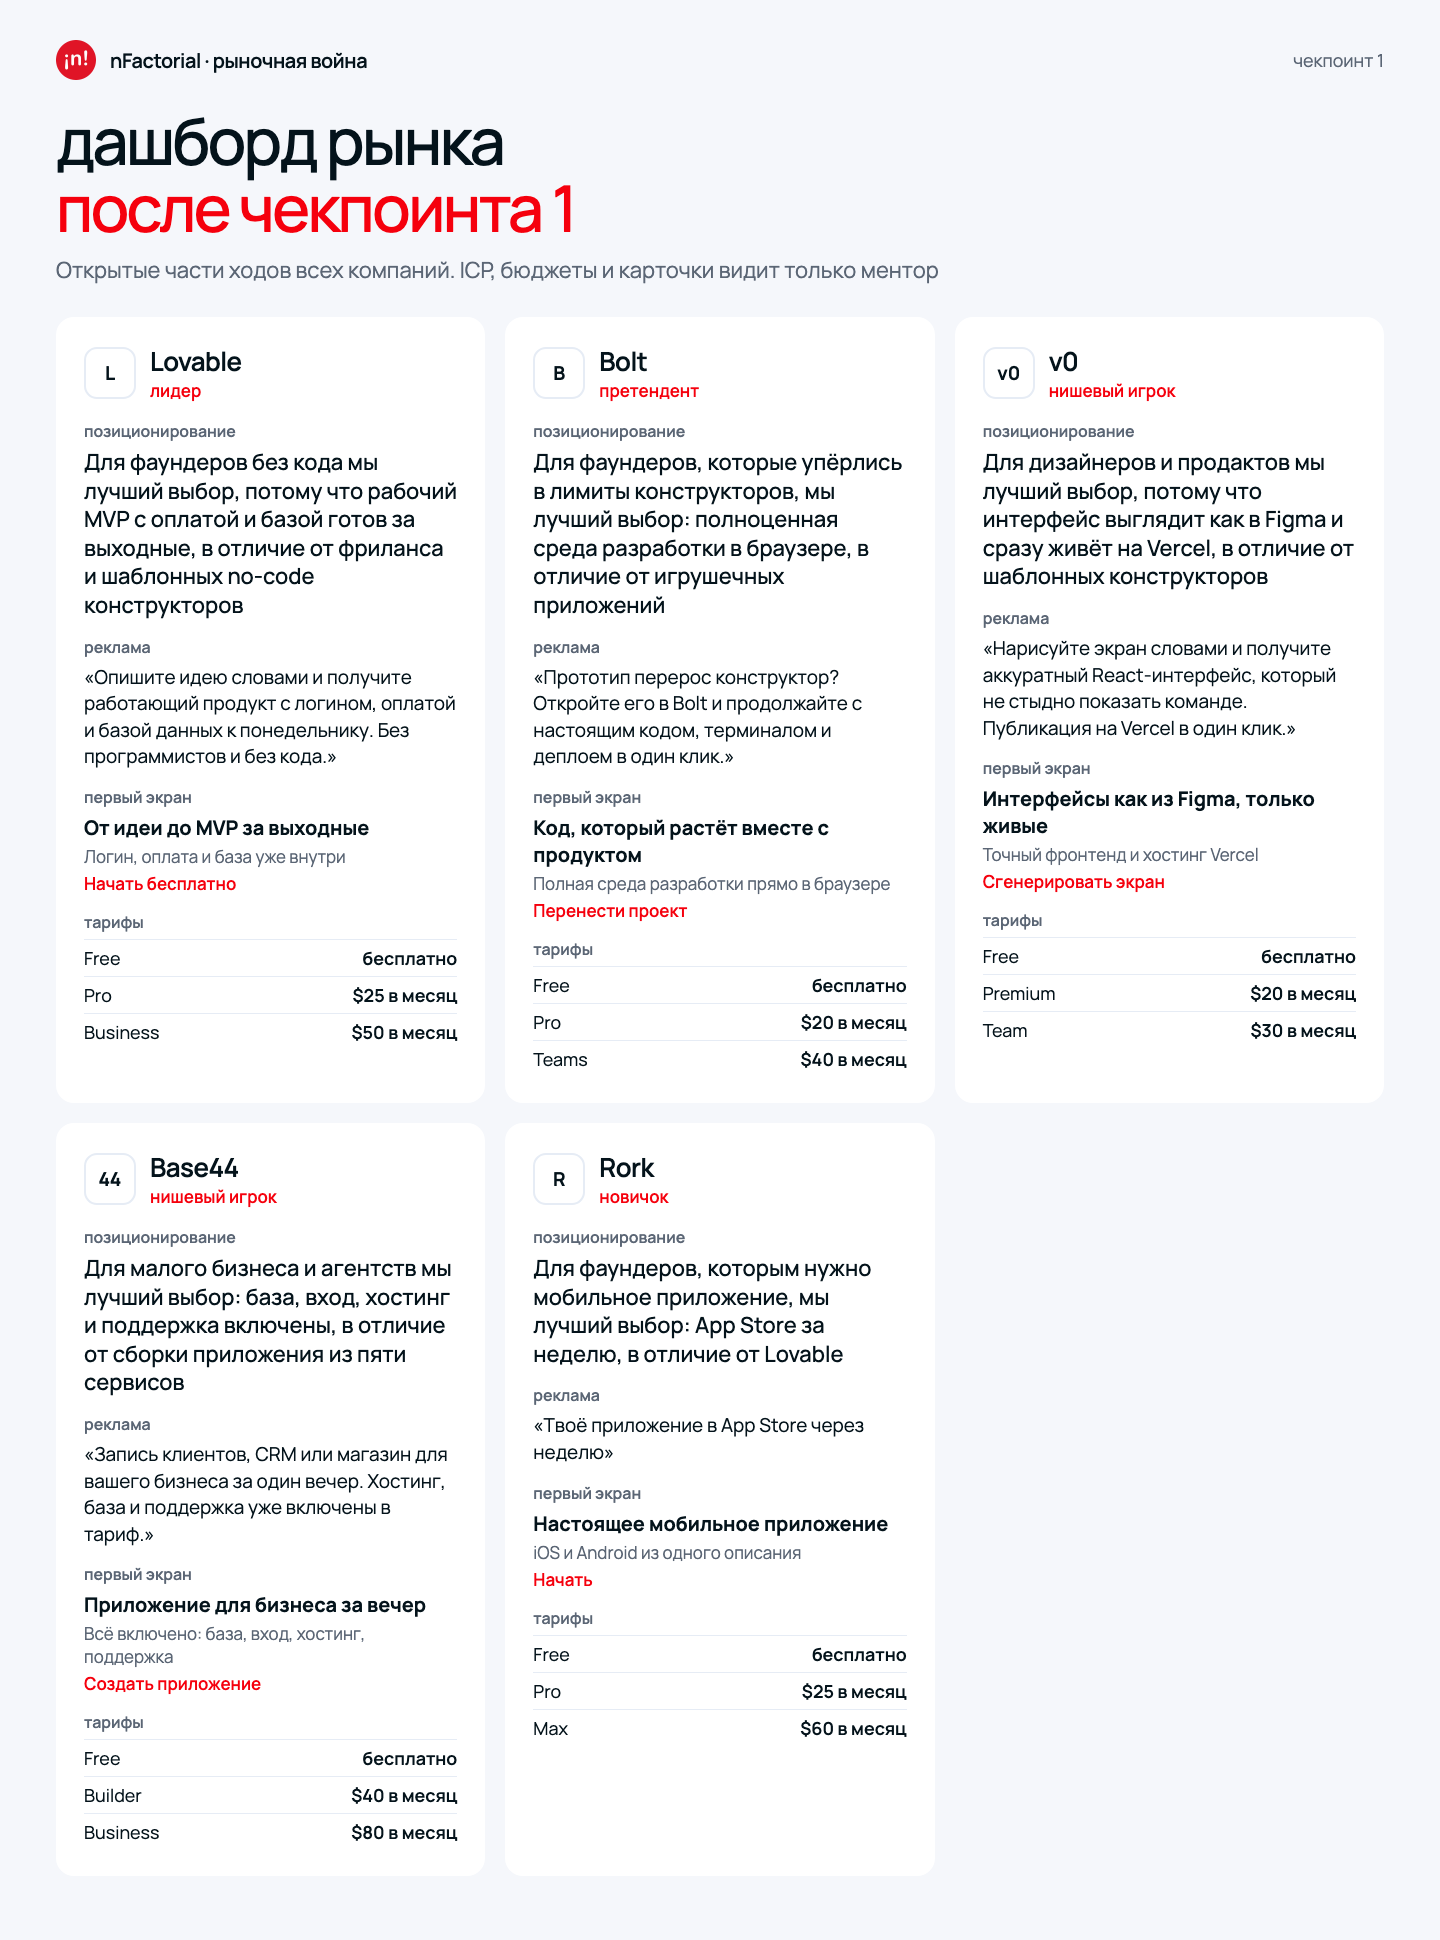 ¡n!
nFactorial · рыночная война
чекпоинт 1
дашборд рынка
после чекпоинта 1
Открытые части ходов всех компаний. ICP, бюджеты и карточки видит только ментор
L
Lovable
лидер
позиционирование
Для фаундеров без кода мы
лучший выбор, потому что рабочий
MVP с оплатой и базой готов за
выходные, в отличие от фриланса
и шаблонных no-code
конструкторов
реклама
«Опишите идею словами и получите
работающий продукт с логином, оплатой
и базой данных к понедельнику. Без
программистов и без кода.»
первый экран
От идеи до MVP за выходные
Логин, оплата и база уже внутри
Начать бесплатно
тарифы
Free бесплатно
Pro $25 в месяц
Business $50 в месяц
B
Bolt
претендент
позиционирование
Для фаундеров, которые упёрлись
в лимиты конструкторов, мы
лучший выбор: полноценная
среда разработки в браузере, в
отличие от игрушечных
приложений
реклама
«Прототип перерос конструктор?
Откройте его в Bolt и продолжайте с
настоящим кодом, терминалом и
деплоем в один клик.»
первый экран
Код, который растёт вместе с
продуктом
Полная среда разработки прямо в браузере
Перенести проект
тарифы
Free бесплатно
Pro $20 в месяц
Teams $40 в месяц
v0
v0
нишевый игрок
позиционирование
Для дизайнеров и продактов мы
лучший выбор, потому что
интерфейс выглядит как в Figma и
сразу живёт на Vercel, в отличие от
шаблонных конструкторов
реклама
«Нарисуйте экран словами и получите
аккуратный React-интерфейс, который
не стыдно показать команде.
Публикация на Vercel в один клик.»
первый экран
Интерфейсы как из Figma, только
живые
Точный фронтенд и хостинг Vercel
Сгенерировать экран
тарифы
Free бесплатно
Premium $20 в месяц
Team $30 в месяц
44
Base44
нишевый игрок
позиционирование
Для малого бизнеса и агентств мы
лучший выбор: база, вход, хостинг
и поддержка включены, в отличие
от сборки приложения из пяти
сервисов
реклама
«Запись клиентов, CRM или магазин для
вашего бизнеса за один вечер. Хостинг,
база и поддержка уже включены в
тариф.»
первый экран
Приложение для бизнеса за вечер
Всё включено: база, вход, хостинг,
поддержка
Создать приложение
тарифы
Free бесплатно
Builder $40 в месяц
Business $80 в месяц
R
Rork
новичок
позиционирование
Для фаундеров, которым нужно
мобильное приложение, мы
лучший выбор: App Store за
неделю, в отличие от Lovable
реклама
«Твоё приложение в App Store через
неделю»
первый экран
Настоящее мобильное приложение
iOS и Android из одного описания
Начать
тарифы
Free бесплатно
Pro $25 в месяц
Max $60 в месяц